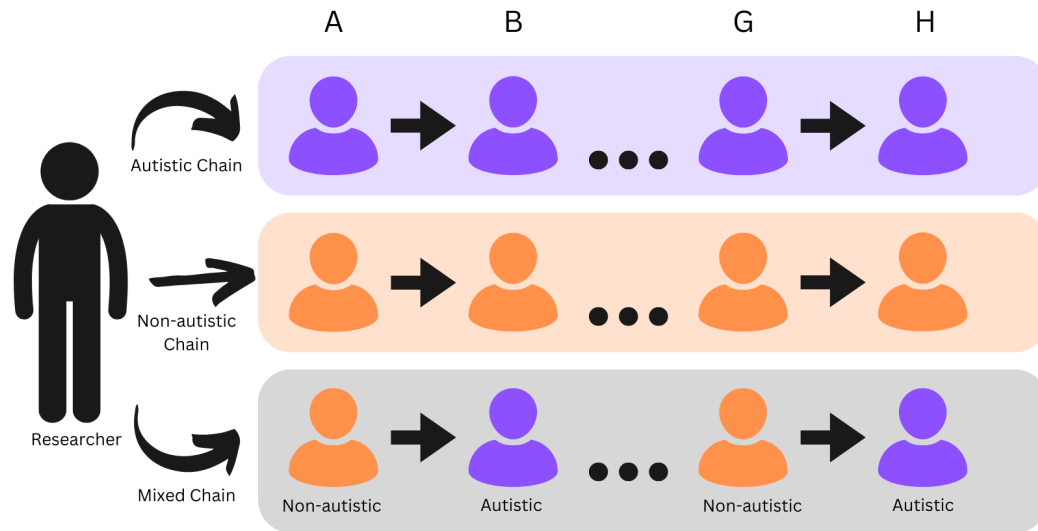 A B G H
Autistic Chain
Non-autistic
Chain
Researcher
Mixed Chain
Non-autistic Autistic Non-autistic Autistic